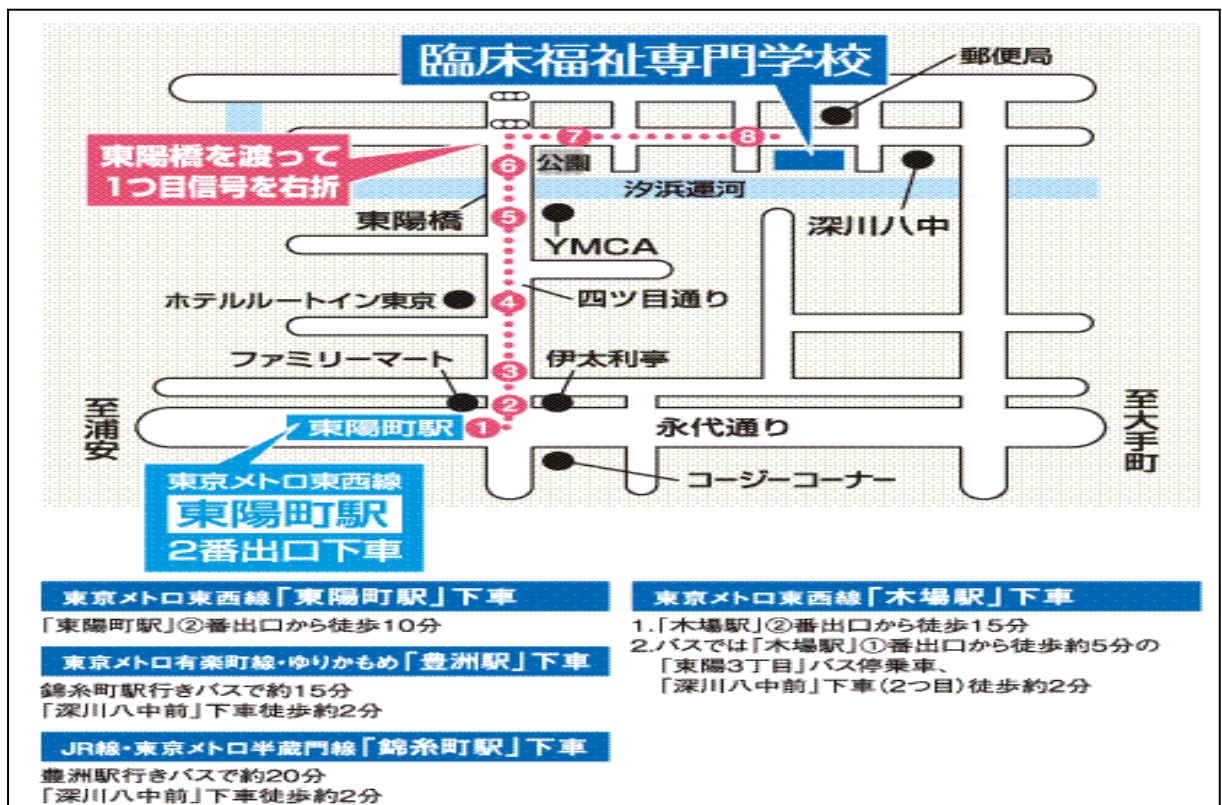 臨床福祉専門学校
郵便局
東陽橋を渡って
1つ目信号を右折
7
8
6
公園
汐浜運河
東陽橋
5
YMCA
深川八中
ホテルルートイン東京
4
四ツ目通り
ファミリーマート
3
伊太利亭
2
至浦安
東陽町駅
1
永代通り
至大手町
コージーコーナー
東京メトロ東西線
東陽町駅
2番出口下車
東京メトロ東西線「東陽町駅」下車
「東陽町駅」②番出口から徒歩10分
東京メトロ有楽町線・ゆりかもめ「豊洲駅」下車
錦糸町駅行きバスで約15分
「深川八中前」下車徒歩約2分
JR線・東京メトロ半蔵門線「錦糸町駅」下車
豊洲駅行きバスで約20分
「深川八中前」下車徒歩約2分
東京メトロ東西線「木場駅」下車
1.「木場駅」②番出口から徒歩15分
2.バスでは「木場駅」①番出口から徒歩約5分の
「東陽3丁目」バス停乗車、
「深川八中前」下車(2つ目)徒歩約2分